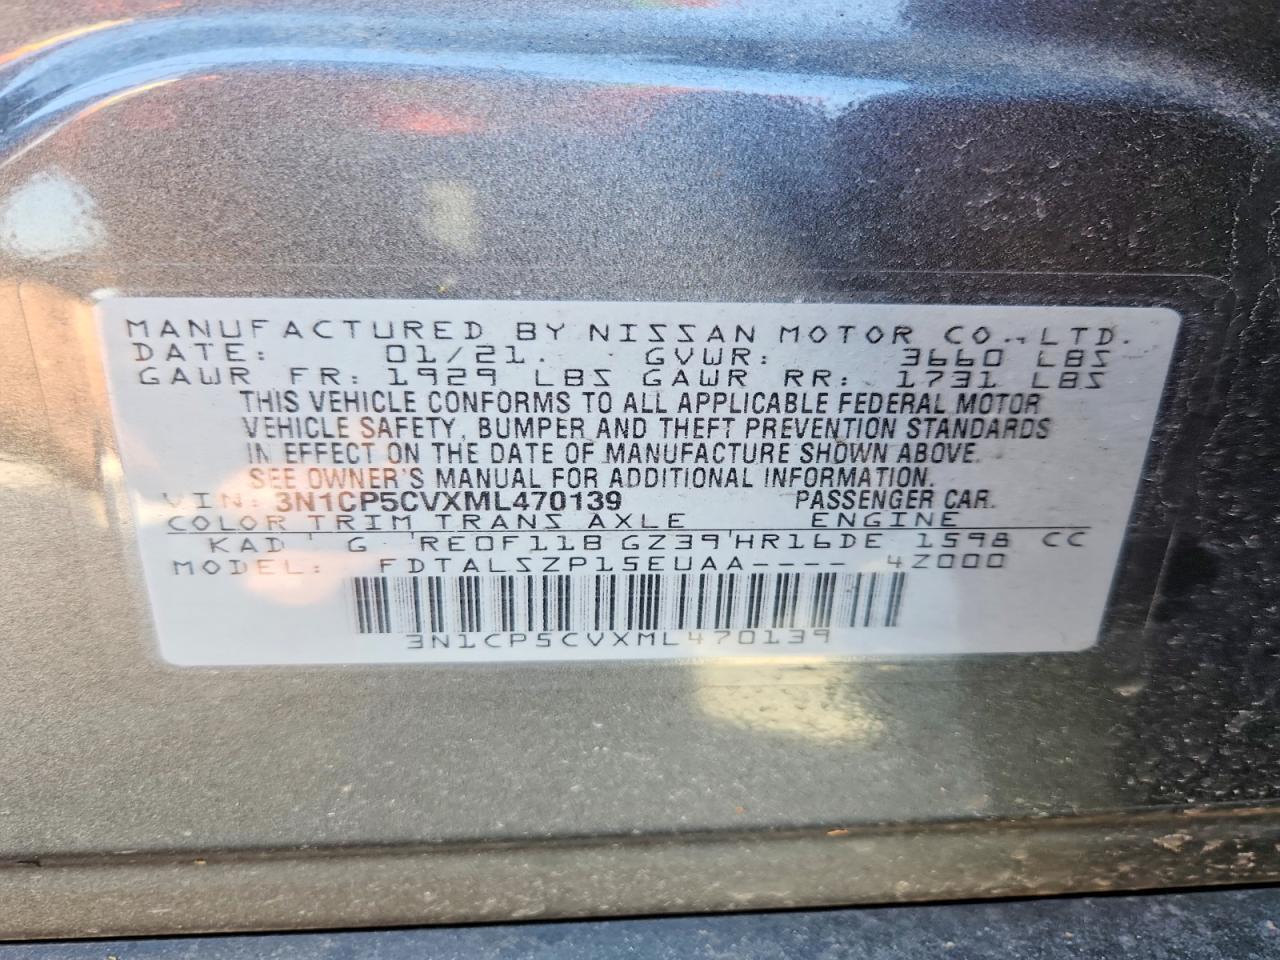 MANUFACTURED BY NISSAN MOTOR CO., LTD.
DATE: 01/21. GVWR: 3660 LBS
GAWR FR: 1929 LBS GAWR RR: 1731 LBS
THIS VEHICLE CONFORMS TO ALL APPLICABLE FEDERAL MOTOR
VEHICLE SAFETY, BUMPER AND THEFT PREVENTION STANDARDS
IN EFFECT ON THE DATE OF MANUFACTURE SHOWN ABOVE.
SEE OWNER'S MANUAL FOR ADDITIONAL INFORMATION.
VIN: 3N1CP5CVXML470139 PASSENGER CAR.
COLOR TRIM TRANS AXLE ENGINE
KAD G RE0F11B GZ39 HR16DE 1598 CC
MODEL: FDTALSZP15EUAA---- 4Z000
3N1CP5CVXML470139